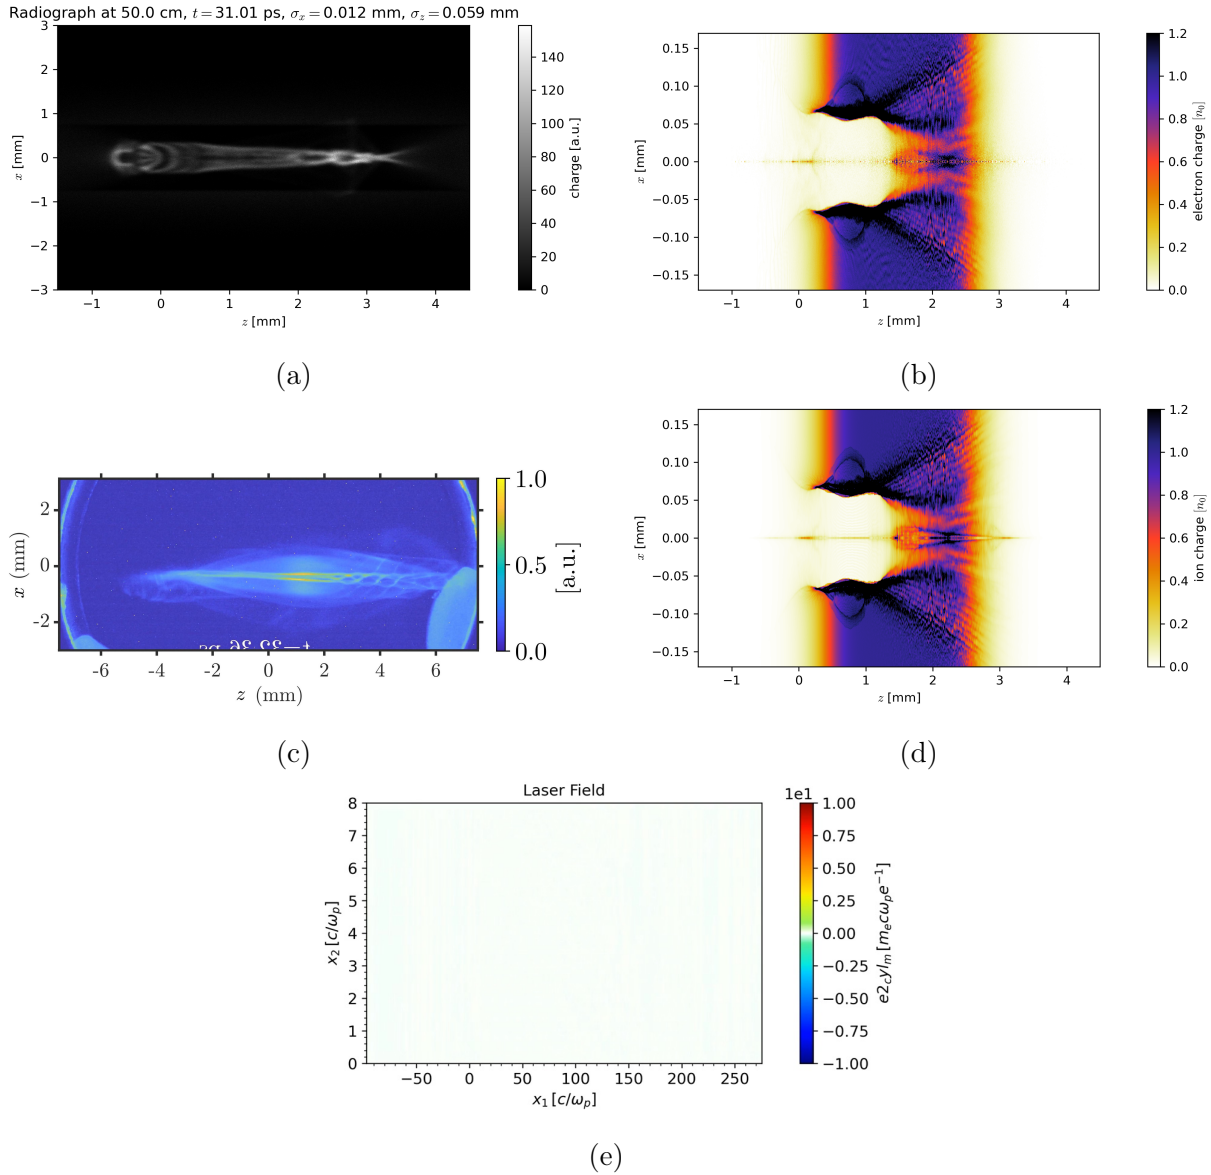 Radiograph at 50.0 cm, t = 31.01 ps, σx = 0.012 mm, σz = 0.059 mm
3
2
1
0
−1
−2
−3
x [mm]
−1 0 1 2 3 4
z [mm]
140
120
100
80
60
40
20
0
charge [a.u.]
(a)
0.15
0.10
0.05
0.00
−0.05
−0.10
−0.15
x [mm]
−1 0 1 2 3 4
z [mm]
1.2
1.0
0.8
0.6
0.4
0.2
0.0
electron charge [n0]
(b)
2
0
-2
x (mm)
-6 -4 -2 0 2 4 6
z (mm)
1.0
0.5
0.0
[a.u.]
(c)
0.15
0.10
0.05
0.00
−0.05
−0.10
−0.15
x [mm]
−1 0 1 2 3 4
z [mm]
1.2
1.0
0.8
0.6
0.4
0.2
0.0
ion charge [n0]
(d)
Laser Field
8
7
6
5
4
3
2
1
0
x2 [c/ωp]
−50 0 50 100 150 200 250
x1 [c/ωp]
1e1
1.00
0.75
0.50
0.25
0.00
−0.25
−0.50
−0.75
−1.00
e2cylm [mecωpe−1]
(e)